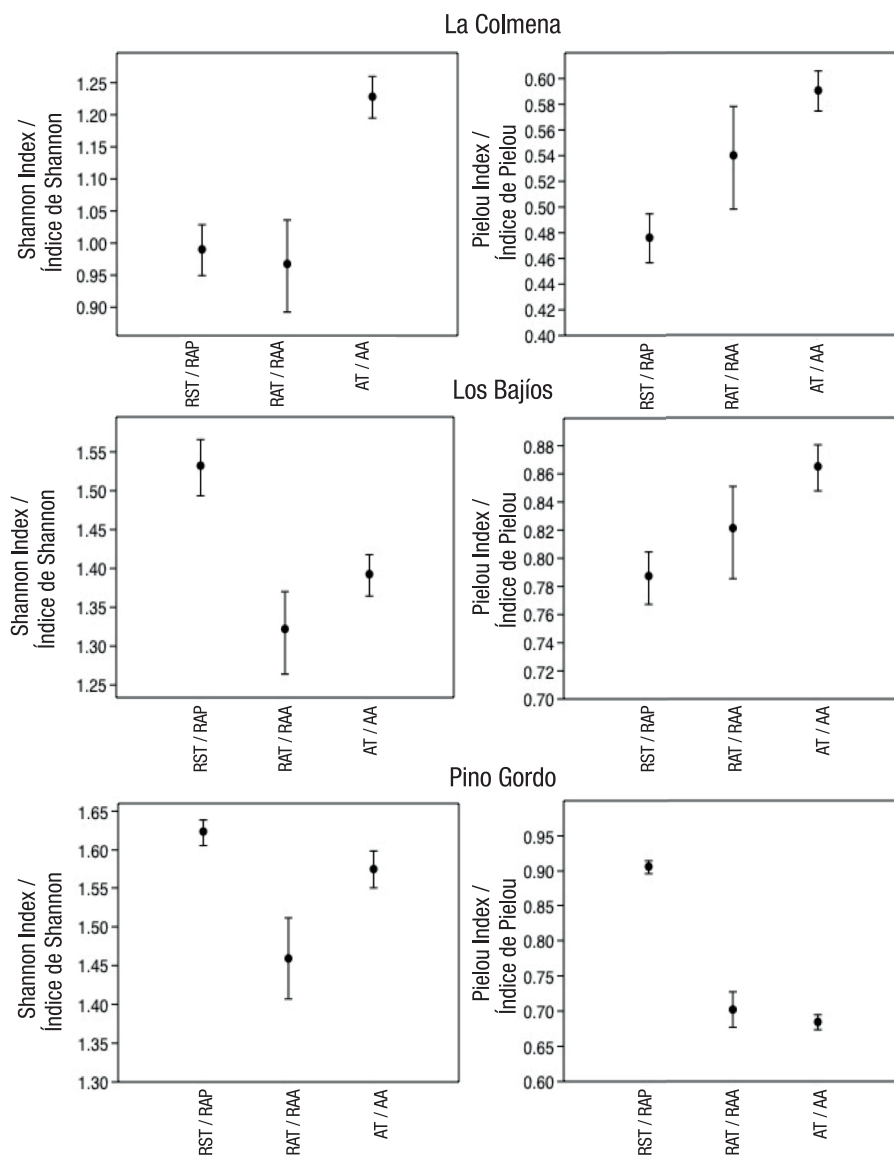 La Colmena
Shannon Index /
Índice de Shannon
1.25
1.20
1.15
1.10
1.05
1.00
0.95
0.90
RST / RAP
RAT / RAA
AT / AA
Pielou Index /
Índice de Pielou
0.60
0.58
0.56
0.54
0.52
0.50
0.48
0.46
0.44
0.42
0.40
RST / RAP
RAT / RAA
AT / AA
Los Bajíos
Shannon Index /
Índice de Shannon
1.55
1.50
1.45
1.40
1.35
1.30
1.25
RST / RAP
RAT / RAA
AT / AA
Pielou Index /
Índice de Pielou
0.88
0.86
0.84
0.82
0.80
0.78
0.76
0.74
0.72
0.70
RST / RAP
RAT / RAA
AT / AA
Pino Gordo
Shannon Index /
Índice de Shannon
1.65
1.60
1.55
1.50
1.45
1.40
1.35
1.30
RST / RAP
RAT / RAA
AT / AA
Pielou Index /
Índice de Pielou
0.95
0.90
0.85
0.80
0.75
0.70
0.65
0.60
RST / RAP
RAT / RAA
AT / AA